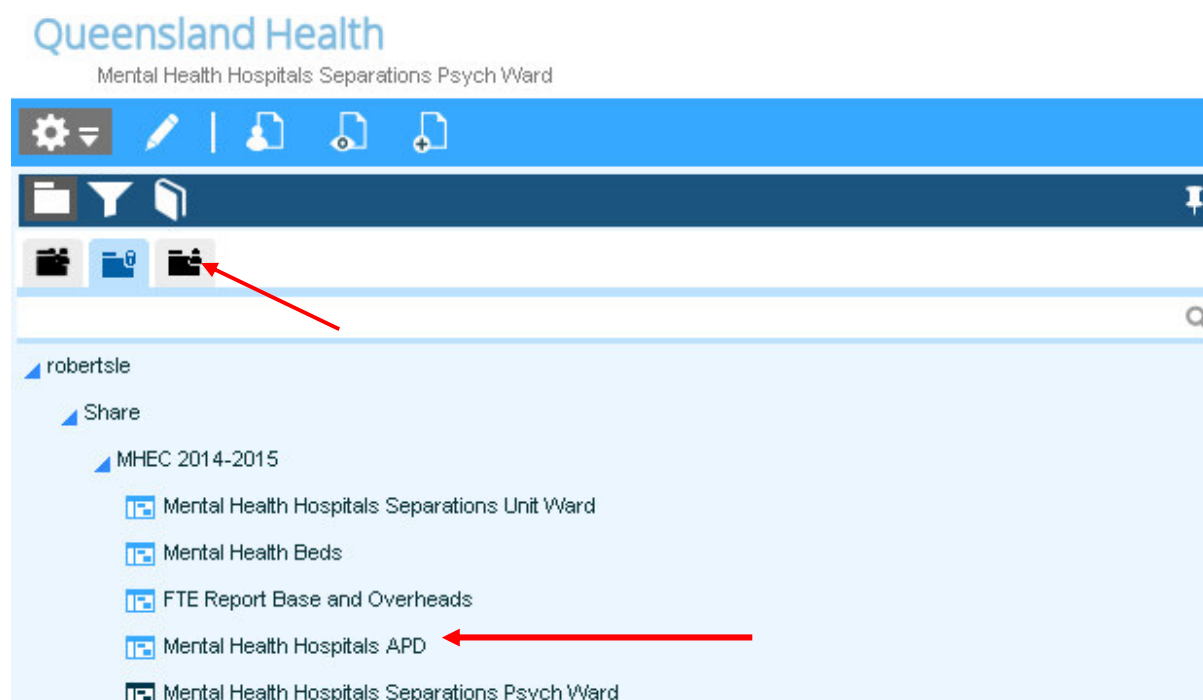 Queensland Health
Mental Health Hospitals Separations Psych Ward
robertsle
Share
MHEC 2014-2015
Mental Health Hospitals Separations Unit Ward
Mental Health Beds
FTE Report Base and Overheads
Mental Health Hospitals APD
Mental Health Hospitals Separations Psych Ward